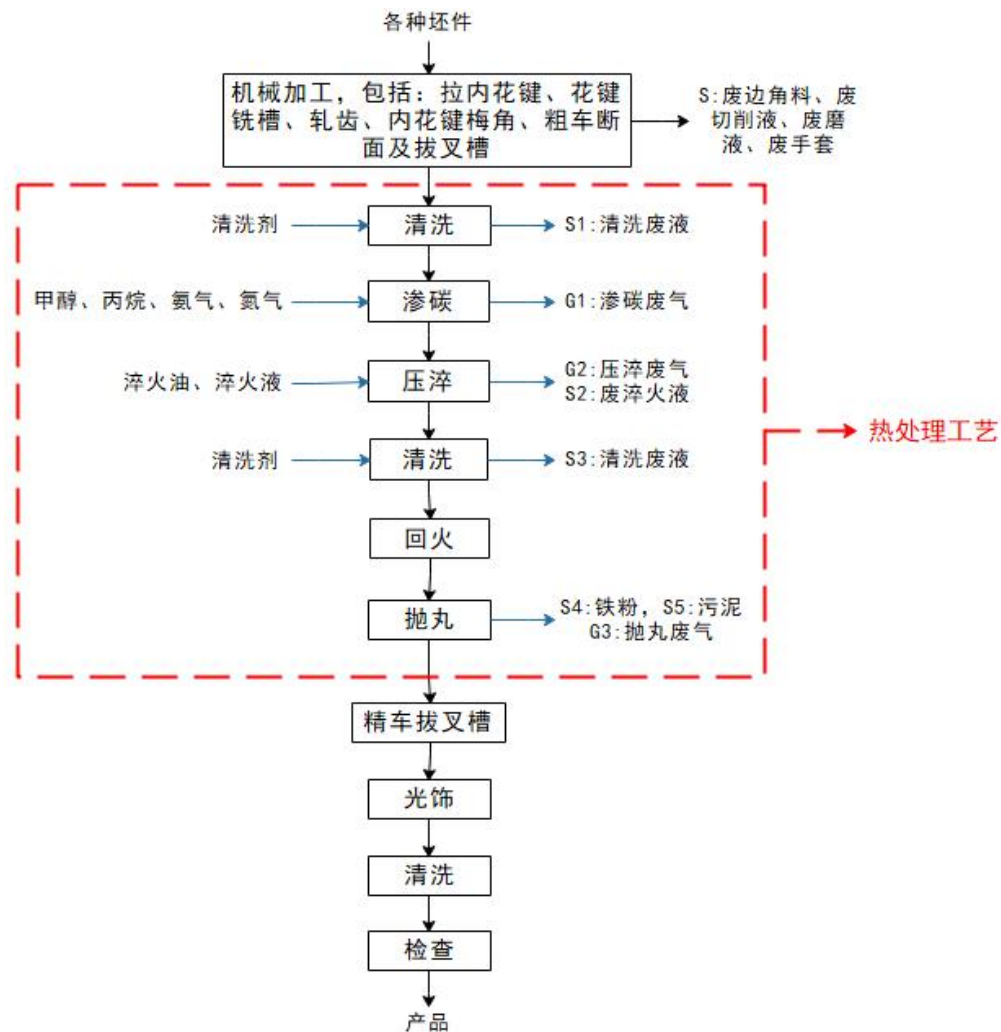 各种坯件
机械加工，包括：拉内花键、花键
铣槽、轧齿、内花键梅角、粗车断
面及拔叉槽
S:废边角料、废
切削液、废磨
液、废手套
清洗剂
清洗
S1:清洗废液
甲醇、丙烷、氨气、氮气
渗碳
G1:渗碳废气
淬火油、淬火液
压淬
G2:压淬废气
S2:废淬火液
热处理工艺
清洗剂
清洗
S3:清洗废液
回火
抛丸
S4:铁粉，S5:污泥
G3:抛丸废气
精车拔叉槽
光饰
清洗
检查
产品